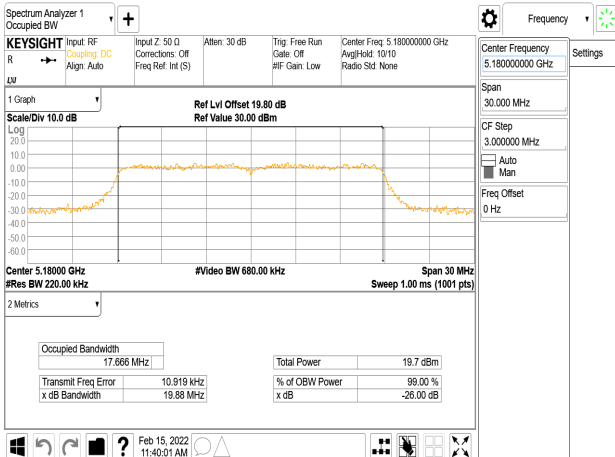 Spectrum Analyzer 1
Occupied BW
Frequency
KEYSIGHT
R
Input: RF
Coupling: DC
Align: Auto
Input Z: 50 Ω
Corrections: Off
Freq Ref: Int (S)
Atten: 30 dB
Trig: Free Run
Gate: Off
#IF Gain: Low
Center Freq: 5.180000000 GHz
Avg|Hold: 10/10
Radio Std: None
Center Frequency
5.180000000 GHz
Settings
Span
30.000 MHz
CF Step
3.000000 MHz
Auto
Man
Freq Offset
0 Hz
1 Graph
Scale/Div 10.0 dB
Ref Lvl Offset 19.80 dB
Ref Value 30.00 dBm
Log
20.0
10.0
0.00
-10.0
-20.0
-30.0
-40.0
-50.0
-60.0
Center 5.18000 GHz
#Video BW 680.00 kHz
Span 30 MHz
#Res BW 220.00 kHz
Sweep 1.00 ms (1001 pts)
2 Metrics
Occupied Bandwidth
17.666 MHz
Total Power 19.7 dBm
Transmit Freq Error 10.919 kHz
% of OBW Power 99.00 %
x dB Bandwidth 19.88 MHz
x dB -26.00 dB
?
Feb 15, 2022
11:40:01 AM